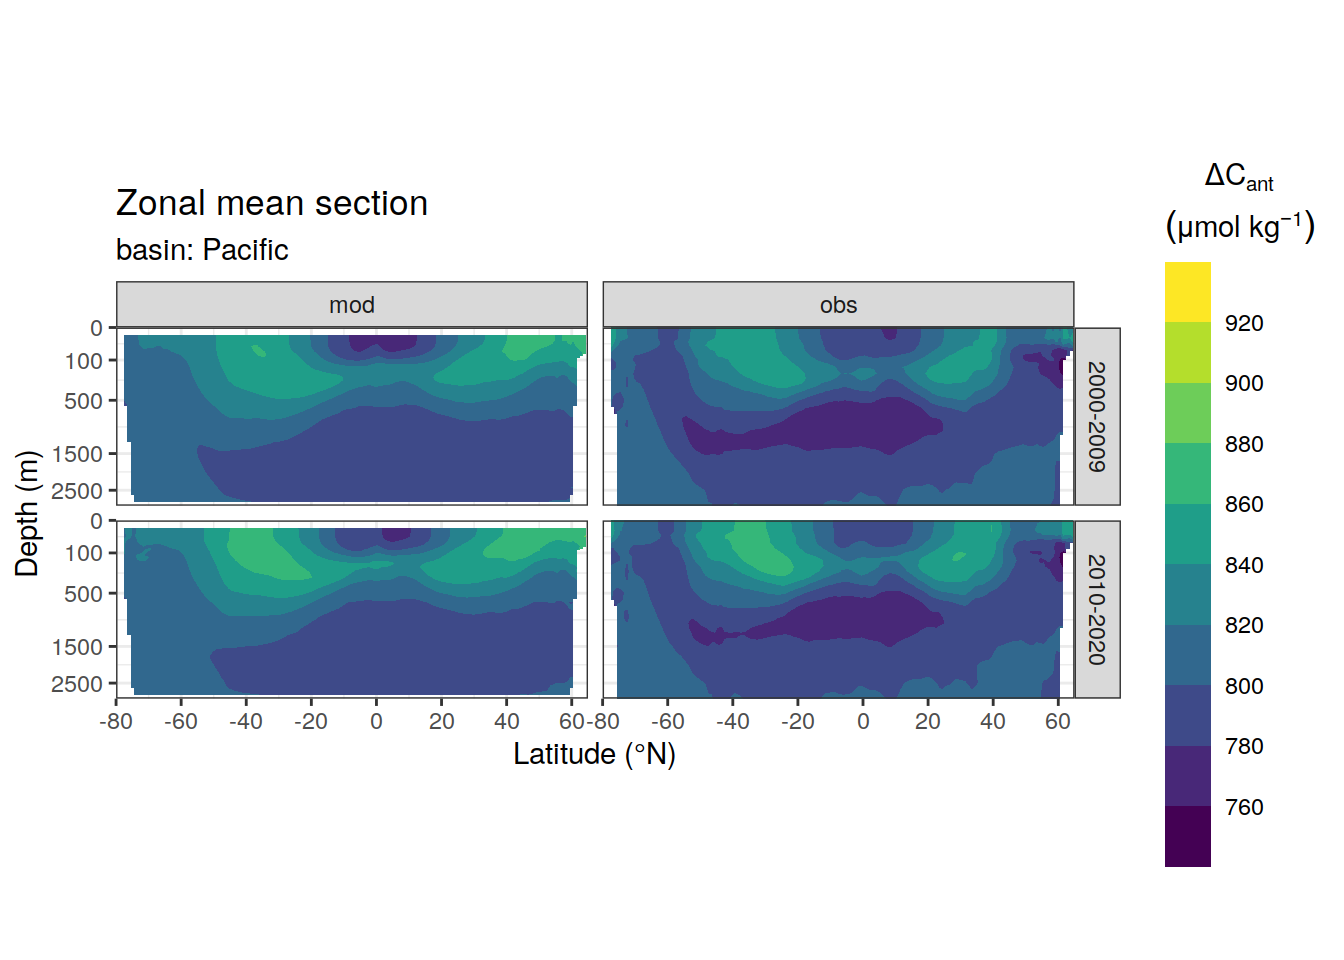 Zonal mean section
basin: Pacific
mod
obs
0
100
500
1500
2500
2000-2009
0
100
500
1500
2500
2010-2020
-80 -60 -40 -20 0 20 40 60
-80 -60 -40 -20 0 20 40 60
Latitude (°N)
Depth (m)
ΔCant
(μmol kg⁻¹)
920
900
880
860
840
820
800
780
760